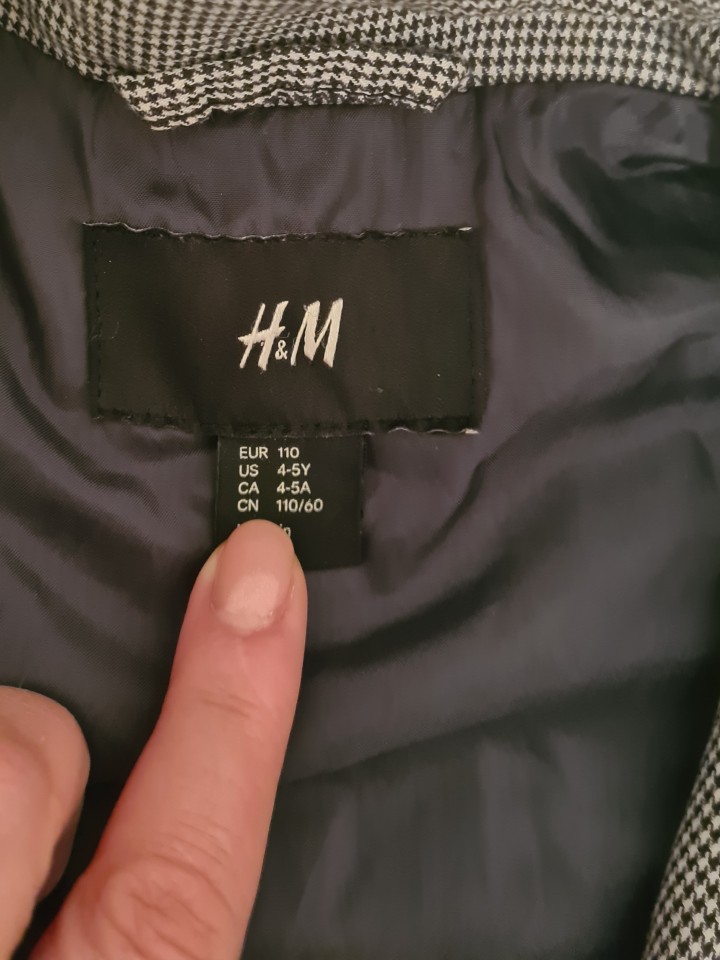 H&M
EUR 110
US 4-5Y
CA 4-5A
CN 110/60